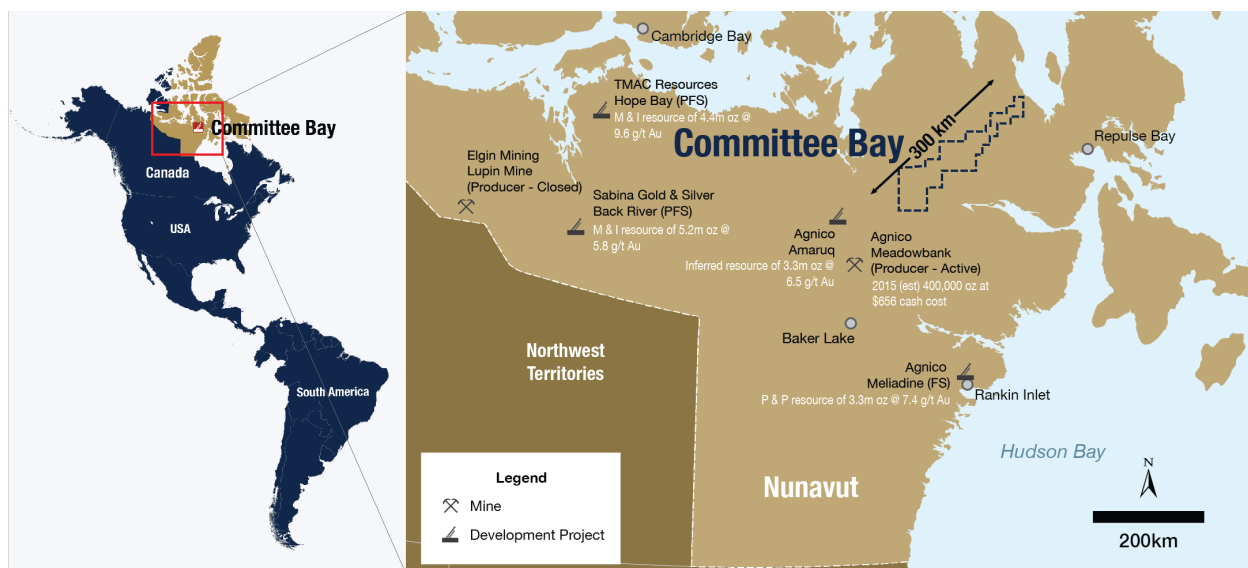 Committee Bay
Canada
USA
South America
Cambridge Bay
TMAC Resources
Hope Bay (PFS)
M & I resource of 4.4m oz @
9.6 g/t Au
Committee Bay
300 km
Repulse Bay
Elgin Mining
Lupin Mine
(Producer - Closed)
Sabina Gold & Silver
Back River (PFS)
M & I resource of 5.2m oz @
5.8 g/t Au
Agnico
Amaruq
Inferred resource of 3.3m oz @
6.5 g/t Au
Agnico
Meadowbank
(Producer - Active)
2015 (est) 400,000 oz at
$656 cash cost
Baker Lake
Northwest
Territories
Agnico
Meliadine (FS)
P & P resource of 3.3m oz @ 7.4 g/t Au
Rankin Inlet
Hudson Bay
Nunavut
Legend
Mine
Development Project
N
200km